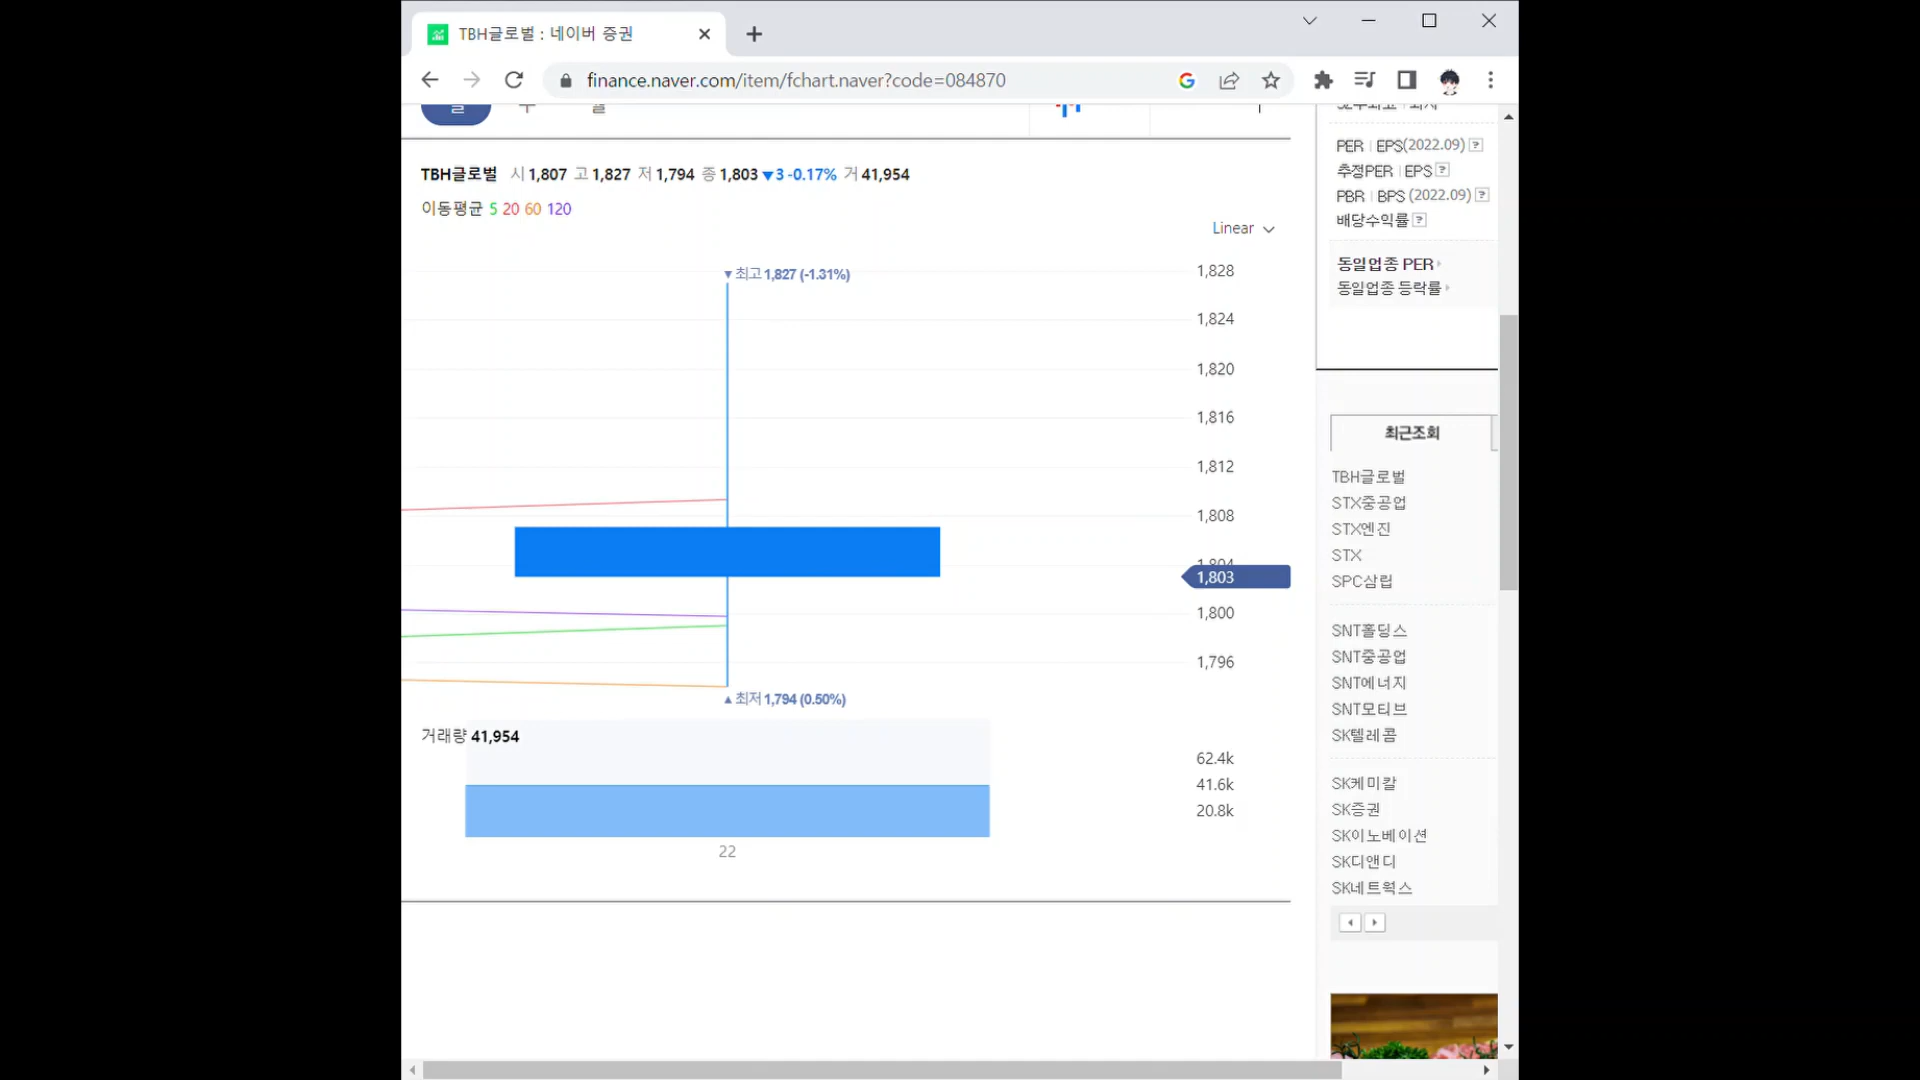 TBH글로벌 : 네이버 증권
finance.naver.com/item/fchart.naver?code=084870
TBH글로벌 시 1,807 고 1,827 저 1,794 종 1,803 ▼3 -0.17% 거 41,954
이동평균 5 20 60 120
Linear
▼최고 1,827 (-1.31%)
1,828
1,824
1,820
1,816
1,812
1,808
1,804
1,803
1,800
1,796
▲최저 1,794 (0.50%)
거래량 41,954
62.4k
41.6k
20.8k
22
PER | EPS(2022.09) ?
추정PER | EPS ?
PBR | BPS (2022.09) ?
배당수익률 ?
동일업종 PER
동일업종 등락률
최근조회
TBH글로벌
STX중공업
STX엔진
STX
SPC삼립
SNT홀딩스
SNT중공업
SNT에너지
SNT모티브
SK텔레콤
SK케미칼
SK증권
SK이노베이션
SK디앤디
SK네트웍스